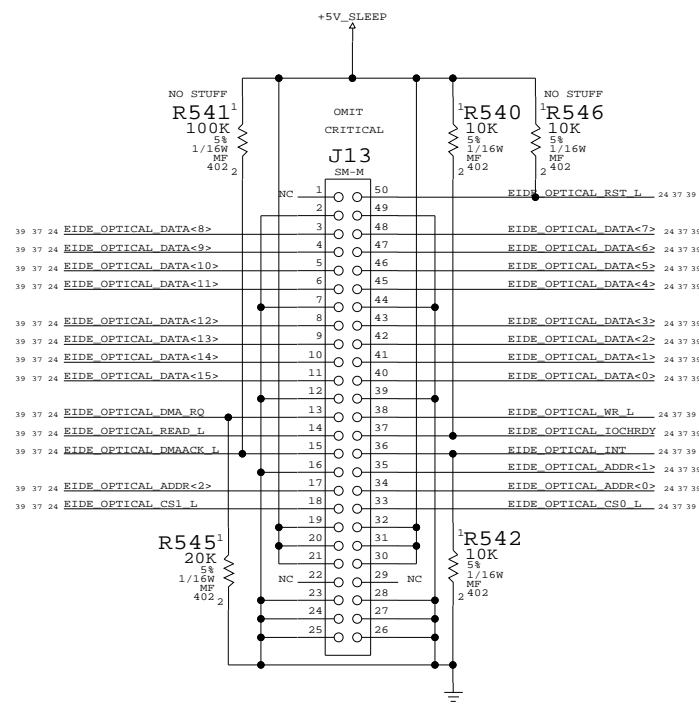 +5V_SLEEP
NO STUFF
R541
1
100K
5%
1/16W
MF
402
2
OMIT
CRITICAL
J13
SM-M
1
R540
10K
5%
1/16W
MF
402
2
NO STUFF
1
R546
10K
5%
1/16W
MF
402
2
NC 1 50 EIDE_OPTICAL_RST_L 24 37 39
2 49
39 37 24 EIDE_OPTICAL_DATA<8> 3 48 EIDE_OPTICAL_DATA<7> 24 37 39
39 37 24 EIDE_OPTICAL_DATA<9> 4 47 EIDE_OPTICAL_DATA<6> 24 37 39
39 37 24 EIDE_OPTICAL_DATA<10> 5 46 EIDE_OPTICAL_DATA<5> 24 37 39
39 37 24 EIDE_OPTICAL_DATA<11> 6 45 EIDE_OPTICAL_DATA<4> 24 37 39
7 44
39 37 24 EIDE_OPTICAL_DATA<12> 8 43 EIDE_OPTICAL_DATA<3> 24 37 39
39 37 24 EIDE_OPTICAL_DATA<13> 9 42 EIDE_OPTICAL_DATA<2> 24 37 39
39 37 24 EIDE_OPTICAL_DATA<14> 10 41 EIDE_OPTICAL_DATA<1> 24 37 39
39 37 24 EIDE_OPTICAL_DATA<15> 11 40 EIDE_OPTICAL_DATA<0> 24 37 39
12 39
39 37 24 EIDE_OPTICAL_DMA_RQ 13 38 EIDE_OPTICAL_WR_L 24 37 39
39 37 24 EIDE_OPTICAL_READ_L 14 37 EIDE_OPTICAL_IOCHRDY 24 37 39
39 37 24 EIDE_OPTICAL_DMAACK_L 15 36 EIDE_OPTICAL_INT 24 37 39
16 35 EIDE_OPTICAL_ADDR<1> 24 37 39
39 37 24 EIDE_OPTICAL_ADDR<2> 17 34 EIDE_OPTICAL_ADDR<0> 24 37 39
39 37 24 EIDE_OPTICAL_CS1_L 18 33 EIDE_OPTICAL_CS0_L 24 37 39
19 32
20 31
21 30
NC 22 29 NC
23 28
24 27
25 26
R545
1
20K
5%
1/16W
MF
402
2
1
R542
10K
5%
1/16W
MF
402
2